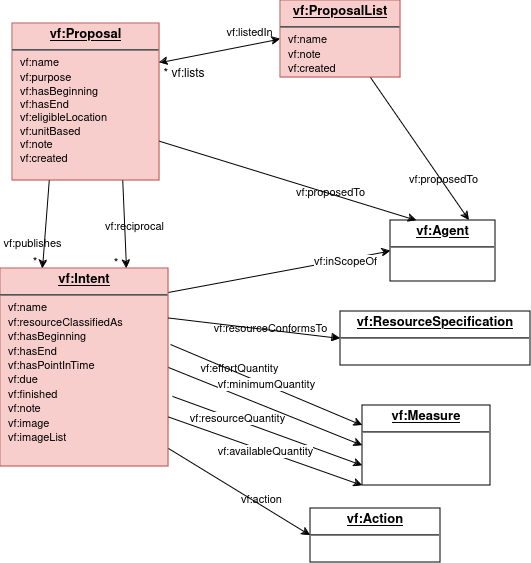 vf:Proposal
vf:name
vf:purpose
vf:hasBeginning
vf:hasEnd
vf:eligibleLocation
vf:unitBased
vf:note
vf:created
vf:listedIn
* vf:lists
vf:ProposalList
vf:name
vf:note
vf:created
vf:proposedTo
vf:proposedTo
vf:publishes
*
vf:reciprocal
*
vf:Agent
vf:Intent
vf:name
vf:resourceClassifiedAs
vf:hasBeginning
vf:hasEnd
vf:hasPointInTime
vf:due
vf:finished
vf:note
vf:image
vf:imageList
vf:inScopeOf
vf:resourceConformsTo
vf:ResourceSpecification
vf:effortQuantity
vf:minimumQuantity
vf:resourceQuantity
vf:availableQuantity
vf:Measure
vf:action
vf:Action